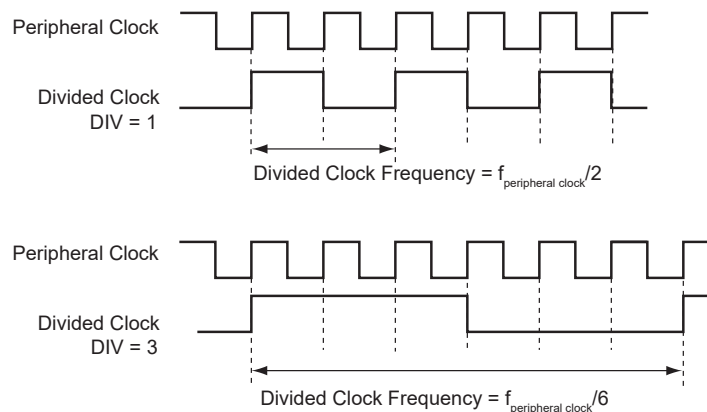 Peripheral Clock
Divided Clock
DIV = 1
Divided Clock Frequency = fperipheral clock/2
Peripheral Clock
Divided Clock
DIV = 3
Divided Clock Frequency = fperipheral clock/6